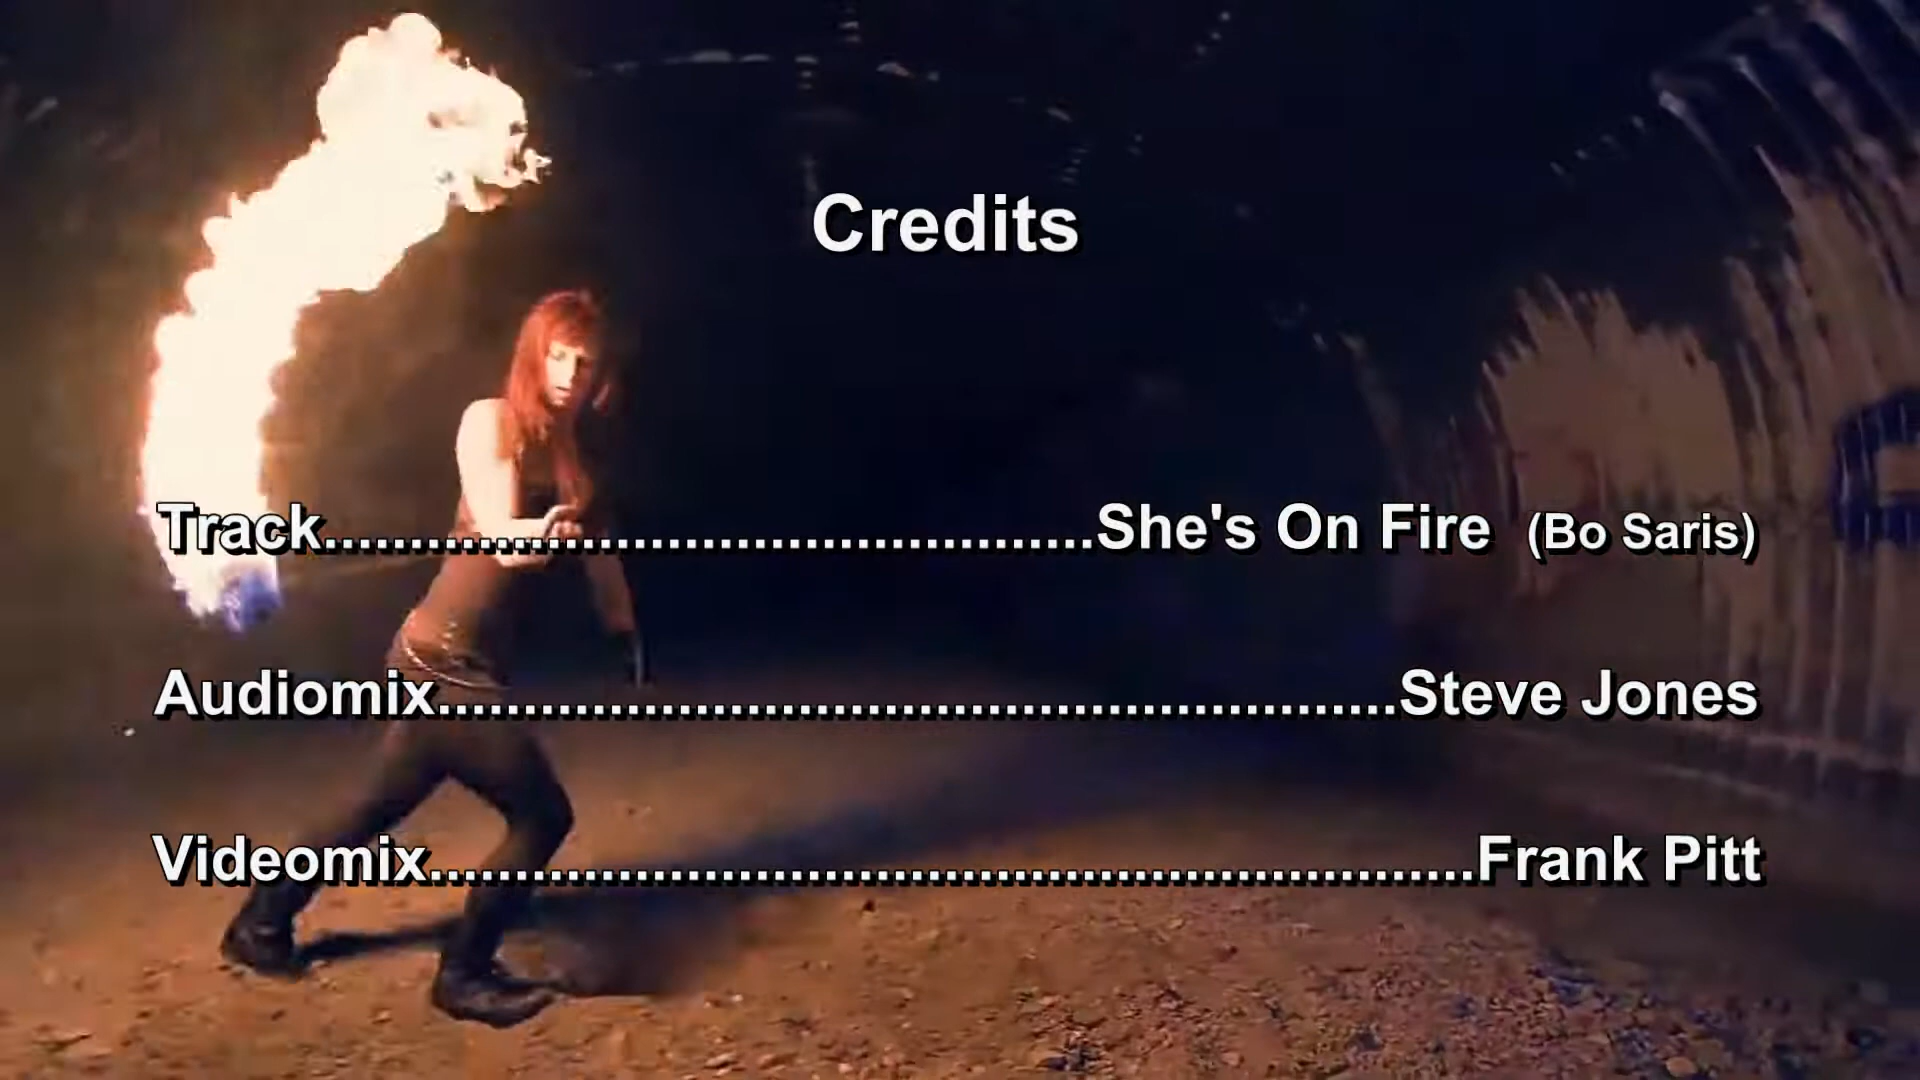 Credits
Track.............................................She's On Fire (Bo Saris)
Audiomix........................................................Steve Jones
Videomix.............................................................Frank Pitt